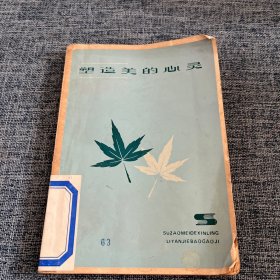 塑造美的心灵
63
SUZAOMEIDEXINLING
LIYANJIEBAOGAOJI